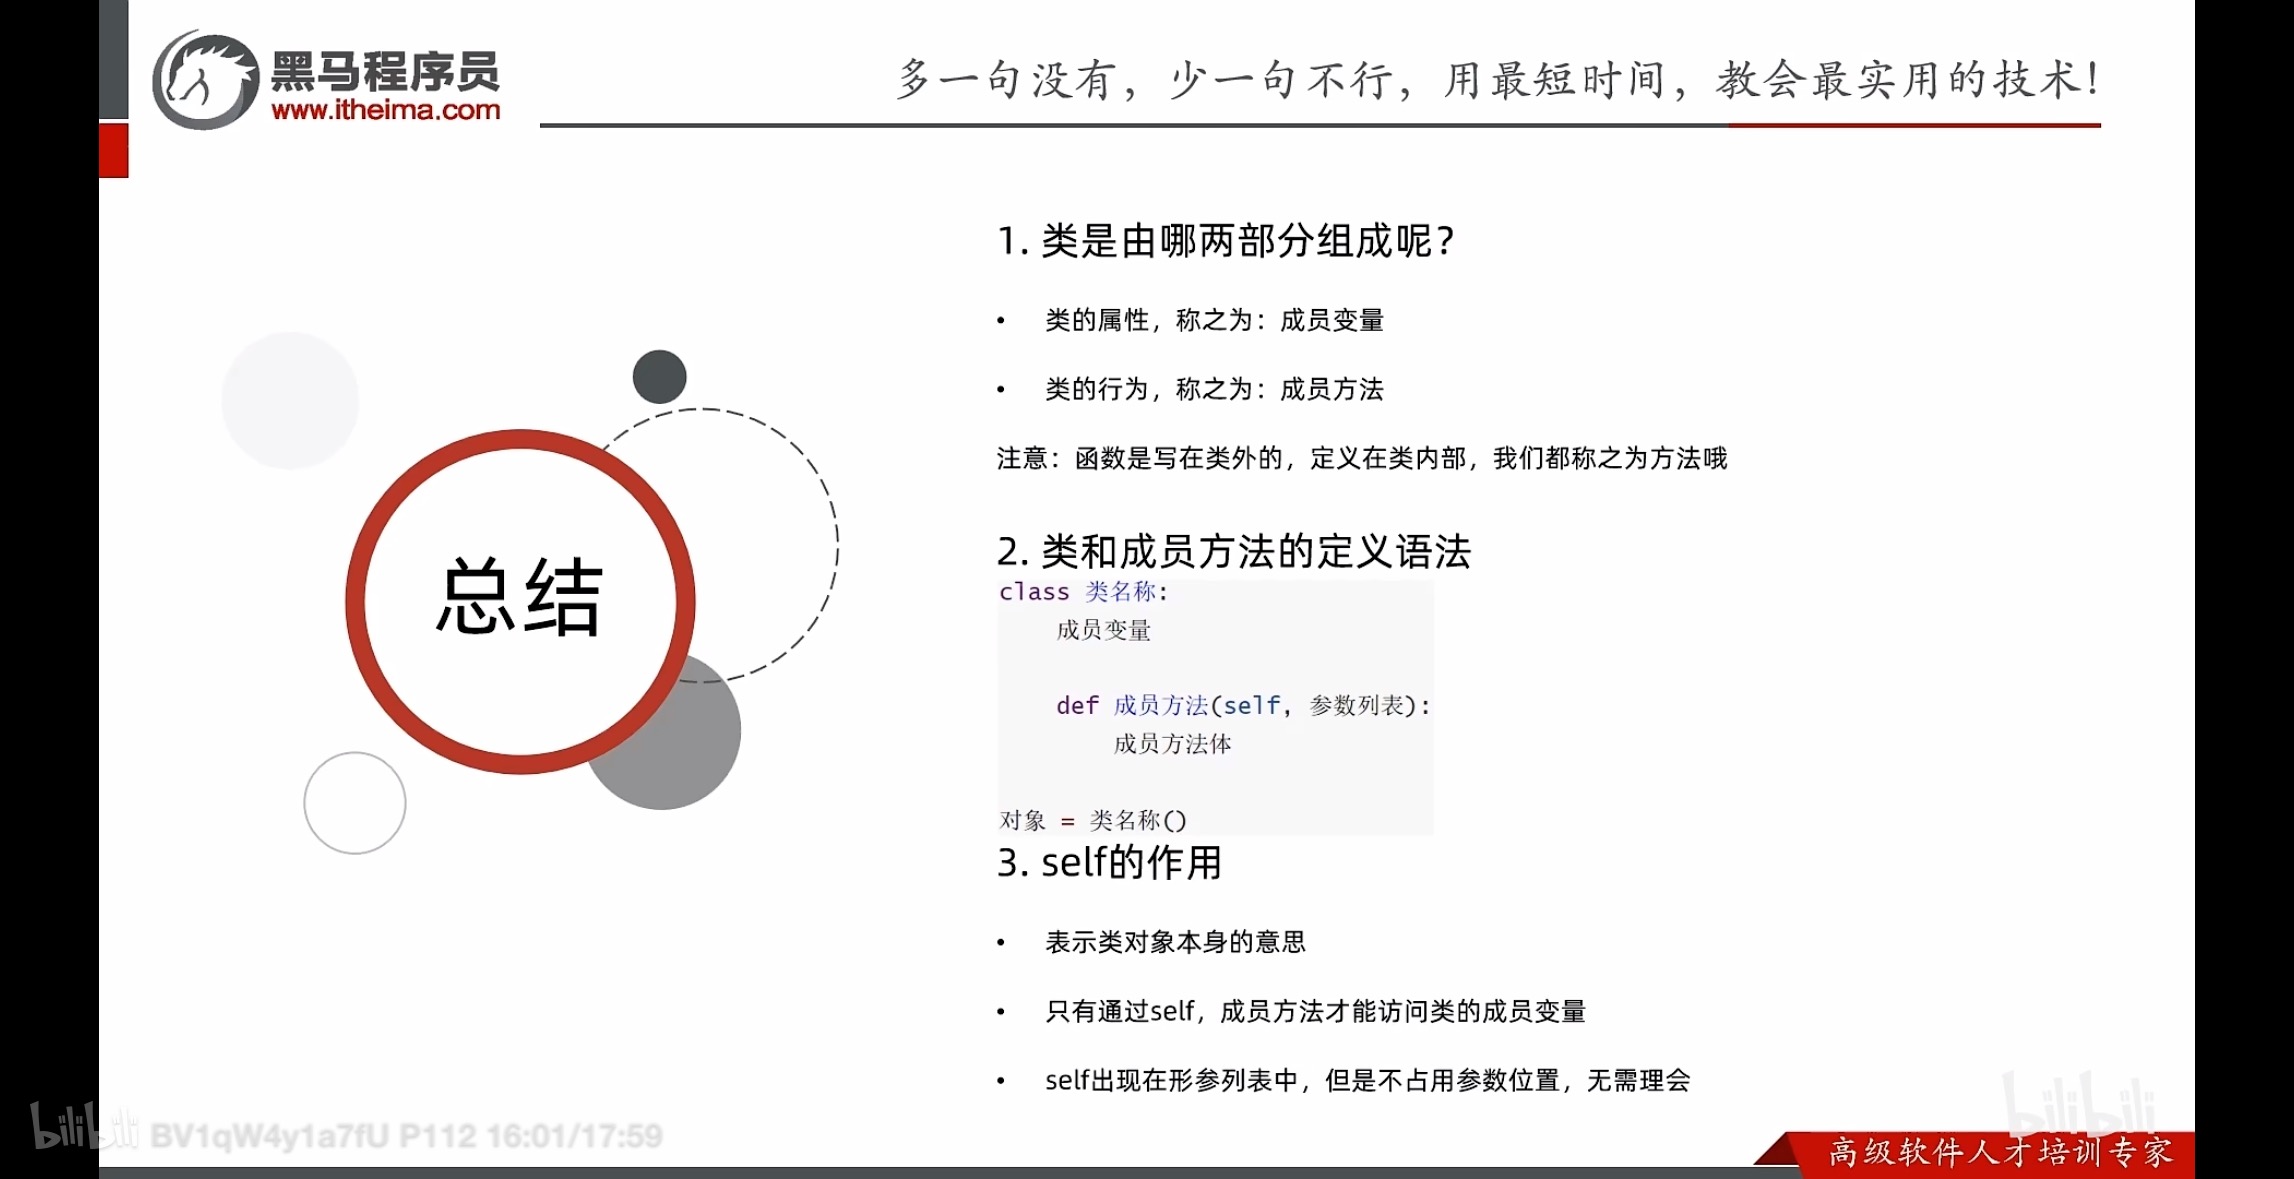 黑马程序员
www.itheima.com
多一句没有，少一句不行，用最短时间，教会最实用的技术！
总结
1. 类是由哪两部分组成呢？
• 类的属性，称之为：成员变量
• 类的行为，称之为：成员方法
注意：函数是写在类外的，定义在类内部，我们都称之为方法哦
2. 类和成员方法的定义语法
class 类名称:
    成员变量
    def 成员方法(self, 参数列表):
        成员方法体
对象 = 类名称()
3. self的作用
• 表示类对象本身的意思
• 只有通过self，成员方法才能访问类的成员变量
• self出现在形参列表中，但是不占用参数位置，无需理会
bilibili BV1qW4y1a7fU P112 16:01/17:59
bilibili
高级软件人才培训专家